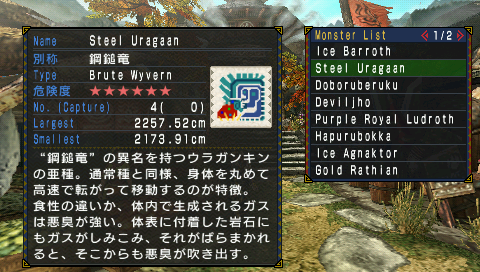 Name Steel Uragaan
別称 鋼鎚竜
Type Brute Wyvern
危険度 ★★★★★★
No. (Capture) 4( 0)
Largest 2257.52cm
Smallest 2173.91cm
“鋼鎚竜”の異名を持つウラガンキン
の亜種。通常種と同様、身体を丸めて
高速で転がって移動するのが特徴。
食性の違いか、体内で生成されるガス
は悪臭が強い。体表に付着した岩石に
もガスがしみこみ、それがばらまかれ
ると、そこからも悪臭が吹き出す。
Monster List 1/2
Ice Barroth
Steel Uragaan
Doboruberuku
Deviljho
Purple Royal Ludroth
Hapurubokka
Ice Agnaktor
Gold Rathian